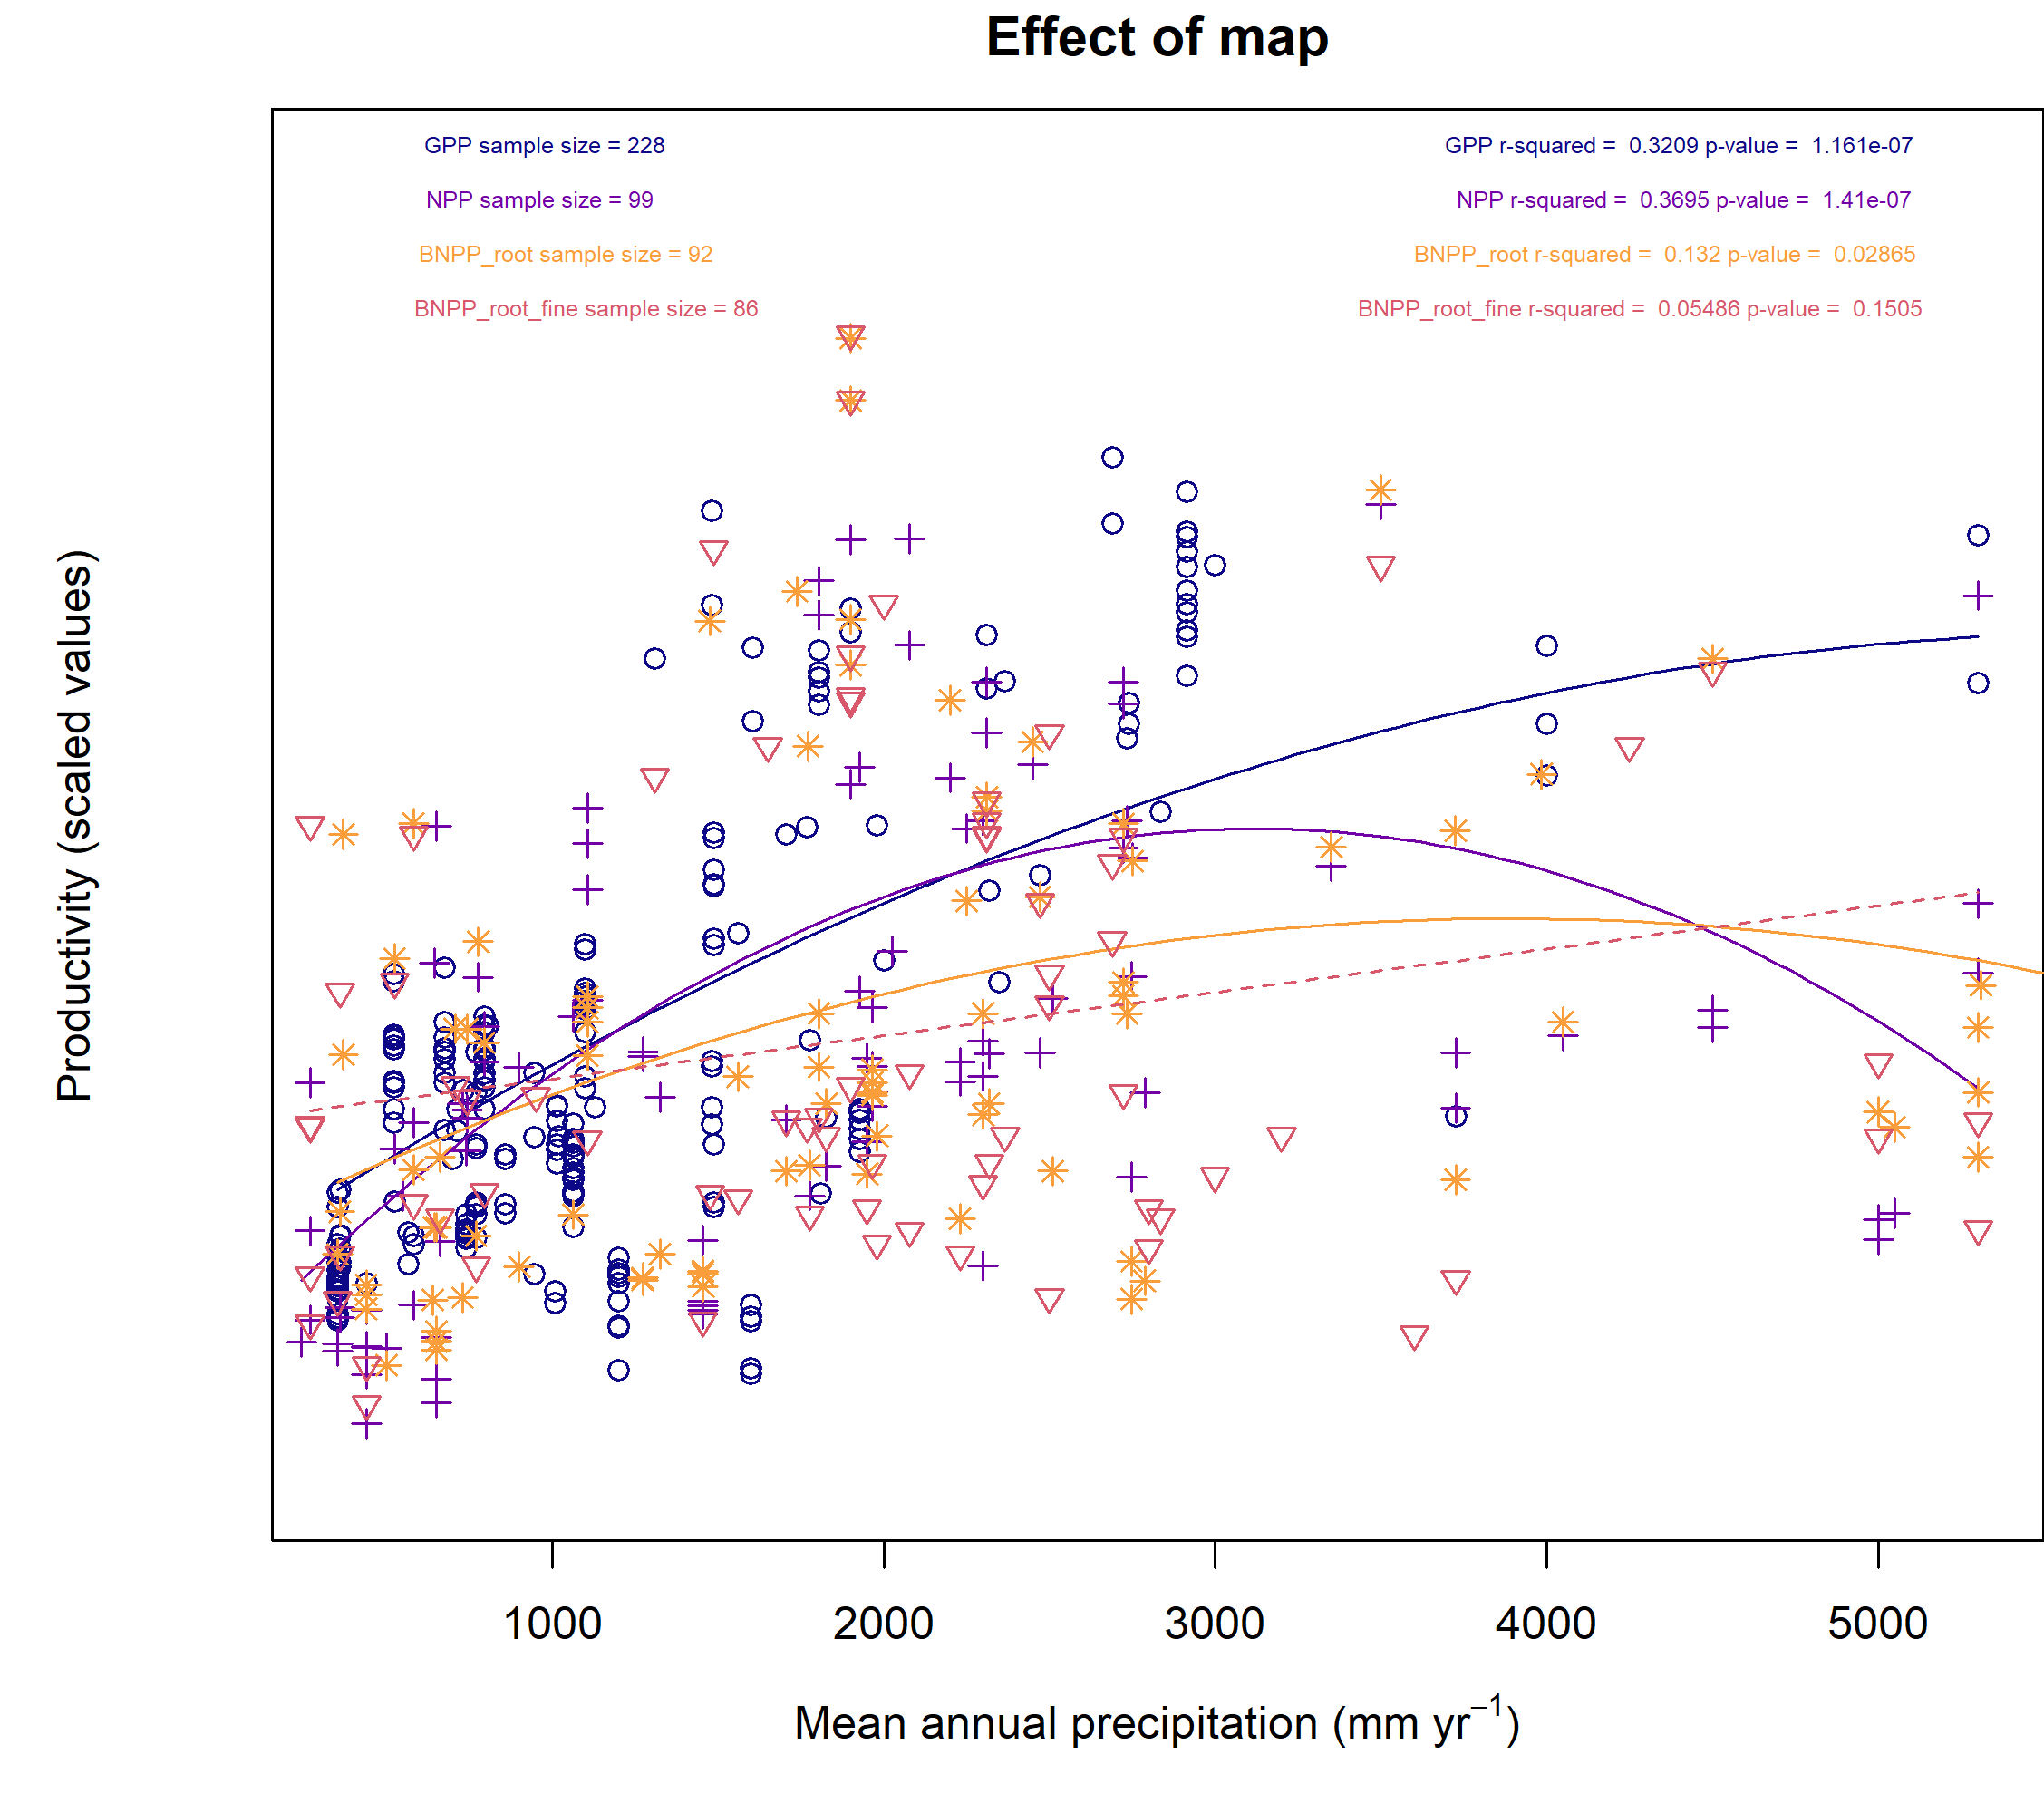 Effect of map
GPP sample size = 228
GPP r-squared =  0.3209 p-value =  1.161e-07
NPP sample size = 99
NPP r-squared =  0.3695 p-value =  1.41e-07
BNPP_root sample size = 92
BNPP_root r-squared =  0.132 p-value =  0.02865
BNPP_root_fine sample size = 86
BNPP_root_fine r-squared =  0.05486 p-value =  0.1505
Productivity (scaled values)
1000 2000 3000 4000 5000
Mean annual precipitation (mm yr⁻¹)